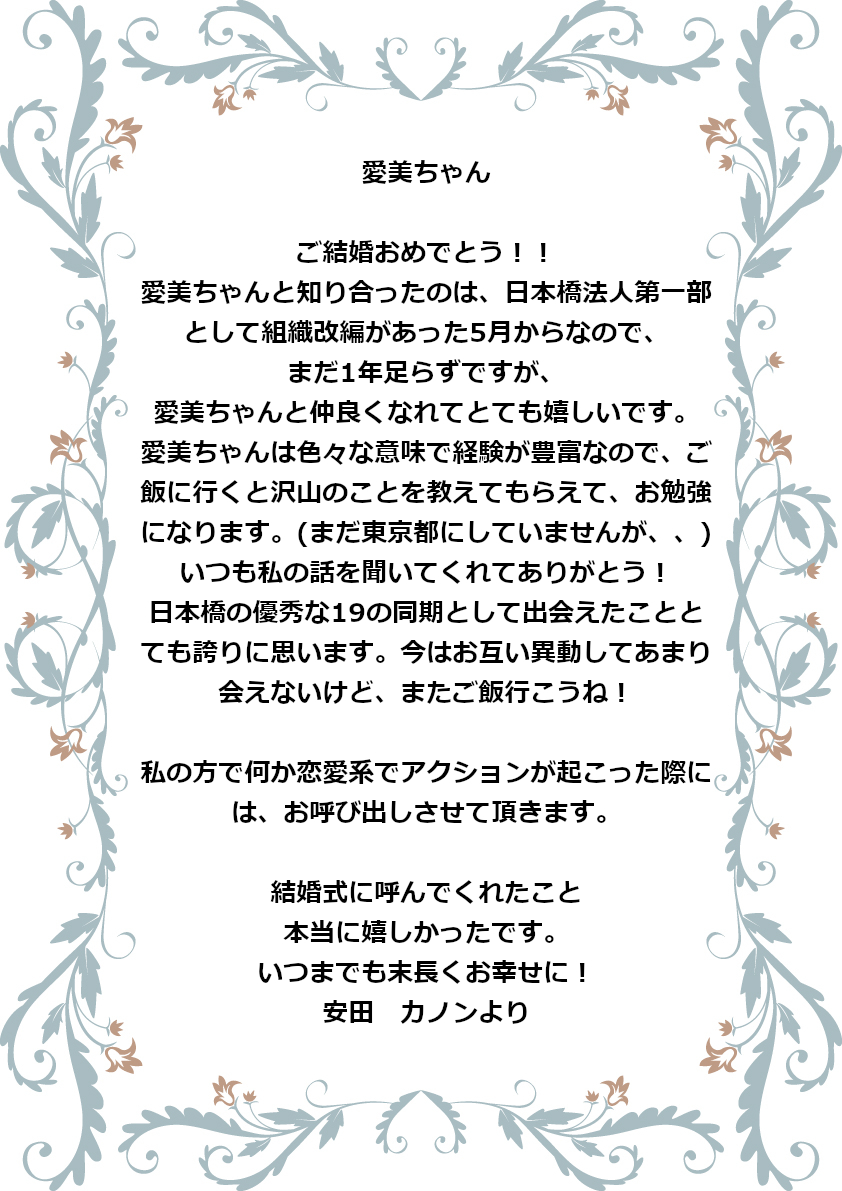 愛美ちゃん
ご結婚おめでとう！！
愛美ちゃんと知り合ったのは、日本橋法人第一部
として組織改編があった5月からなので、
まだ1年足らずですが、
愛美ちゃんと仲良くなれてとても嬉しいです。
愛美ちゃんは色々な意味で経験が豊富なので、ご
飯に行くと沢山のことを教えてもらえて、お勉強
になります。(まだ東京都にしていませんが、、)
いつも私の話を聞いてくれてありがとう！
日本橋の優秀な19の同期として出会えたことと
ても誇りに思います。今はお互い異動してあまり
会えないけど、またご飯行こうね！
私の方で何か恋愛系でアクションが起こった際に
は、お呼び出しさせて頂きます。
結婚式に呼んでくれたこと
本当に嬉しかったです。
いつまでも末長くお幸せに！
安田　カノンより